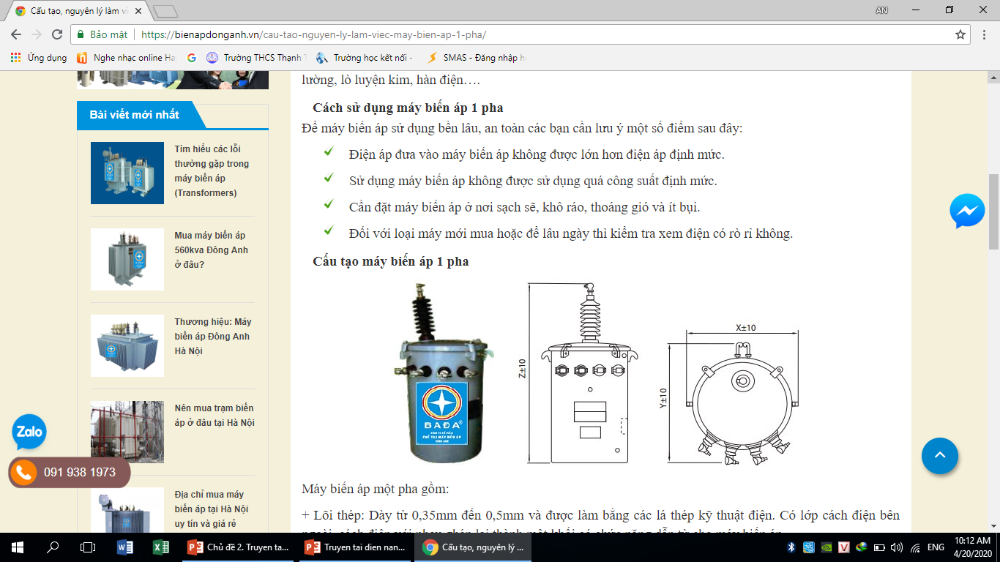 Cấu tạo, nguyên lý làm vi
AN
Bảo mật
https://bienapdonganh.vn/cau-tao-nguyen-ly-lam-viec-may-bien-ap-1-pha/
Ứng dụng
Nghe nhạc online Ha
Trường THCS Thạnh T
Trường học kết nối -
SMAS - Đăng nhập h
lường, lò luyện kim, hàn điện….
Cách sử dụng máy biến áp 1 pha
Để máy biến áp sử dụng bền lâu, an toàn các bạn cần lưu ý một số điểm sau đây:
Điện áp đưa vào máy biến áp không được lớn hơn điện áp định mức.
Sử dụng máy biến áp không được sử dụng quá công suất định mức.
Cần đặt máy biến áp ở nơi sạch sẽ, khô ráo, thoáng gió và ít bụi.
Đối với loại máy mới mua hoặc để lâu ngày thì kiểm tra xem điện có rò rỉ không.
Cấu tạo máy biến áp 1 pha
Z±10
X±10
Y±10
BAĐA®
CÔNG TY CỔ PHẦN
CHẾ TẠO MÁY BIẾN ÁP
ĐÔNG ANH
Máy biến áp một pha gồm:
+ Lõi thép: Dày từ 0,35mm đến 0,5mm và được làm bằng các lá thép kỹ thuật điện. Có lớp cách điện bên
Bài viết mới nhất
Tìm hiểu các lỗi
thường gặp trong
máy biến áp
(Transformers)
Mua máy biến áp
560kva Đông Anh
ở đâu?
Thương hiệu: Máy
biến áp Đông Anh
Hà Nội
Nên mua trạm biến
áp ở đâu tại Hà Nội
Địa chỉ mua máy
biến áp tại Hà Nội
uy tín và giá rẻ
Zalo
091 938 1973
Chủ đề 2. Truyen ta...
Truyen tai dien nan...
Cấu tạo, nguyên lý ...
ENG
10:12 AM
4/20/2020